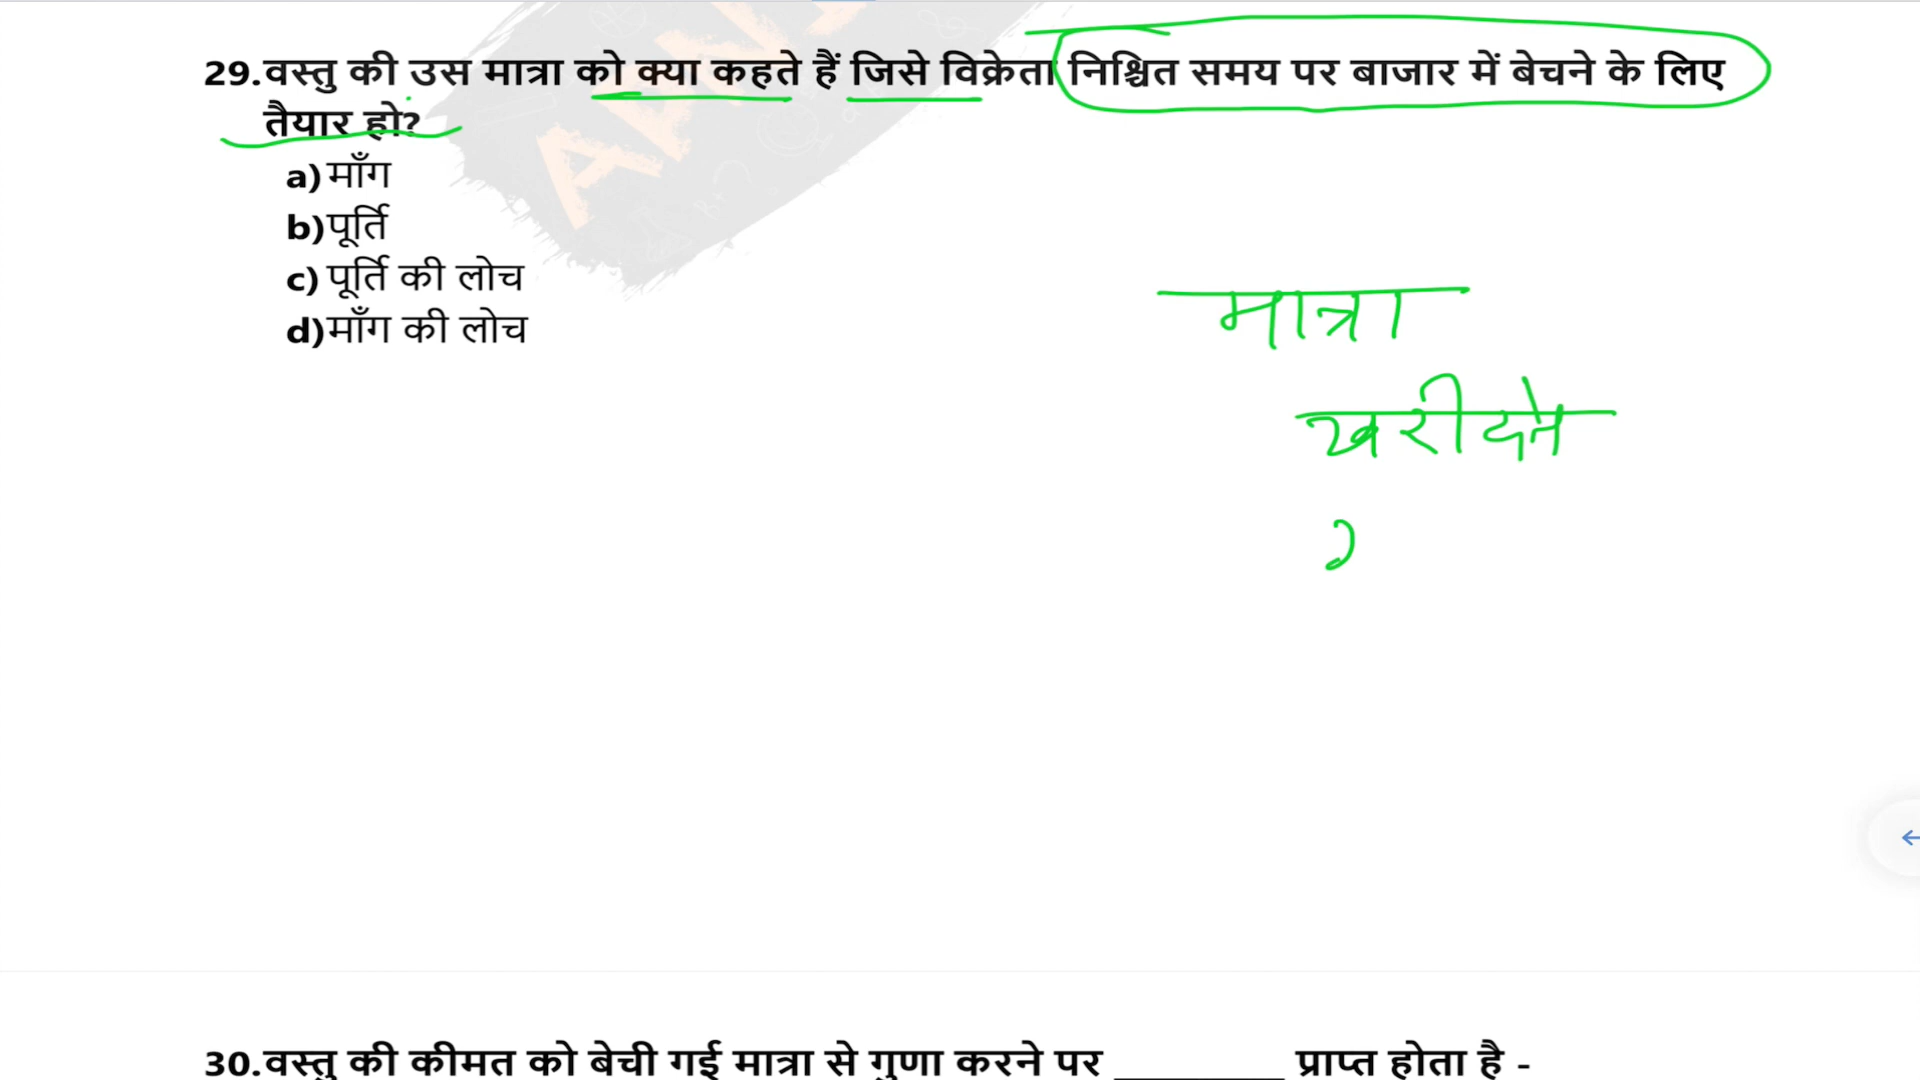 29.वस्तु की उस मात्रा को क्या कहते हैं जिसे विक्रेता निश्चित समय पर बाजार में बेचने के लिए
तैयार हो?
a) माँग
b) पूर्ति
c) पूर्ति की लोच
d) माँग की लोच
मात्रा
खरीदने
30.वस्तु की कीमत को बेची गई मात्रा से गुणा करने पर ________ प्राप्त होता है -